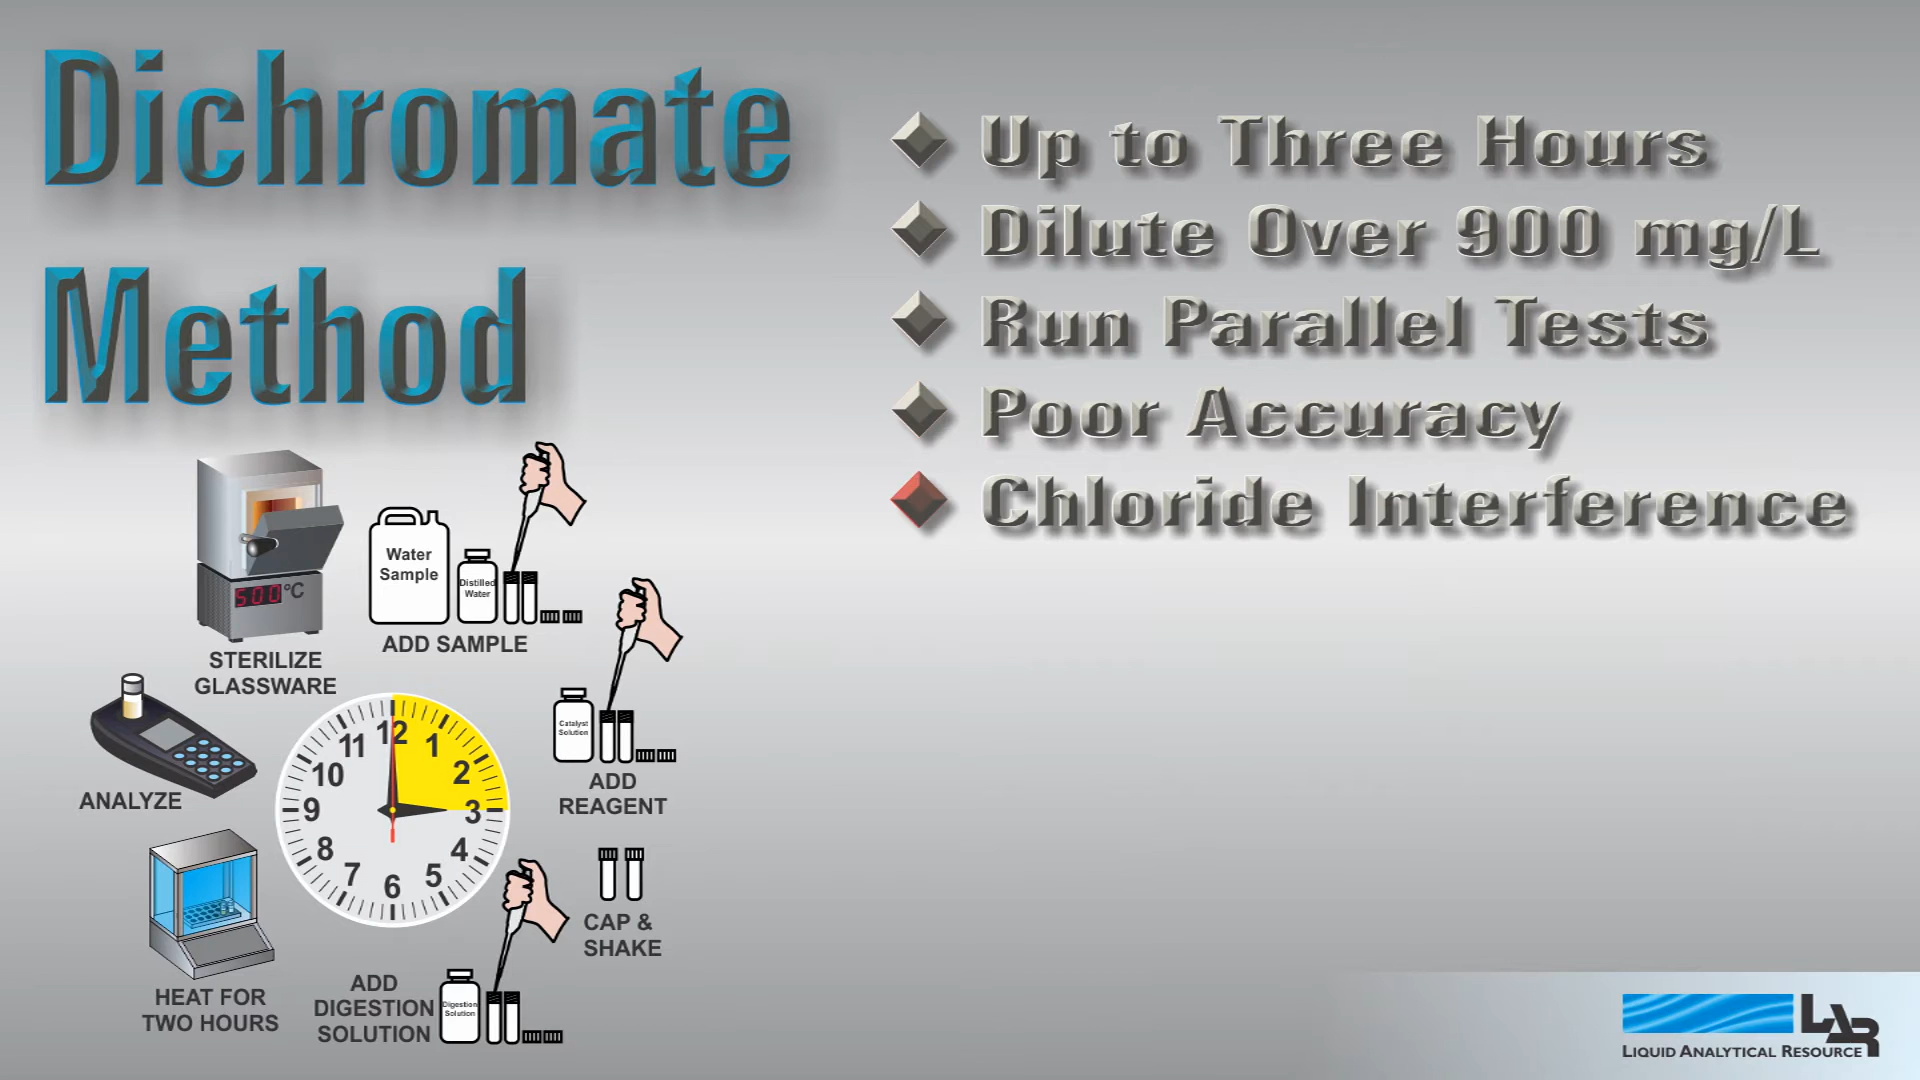 Dichromate
Method
Up to Three Hours
Dilute Over 900 mg/L
Run Parallel Tests
Poor Accuracy
Chloride Interference
500°C
STERILIZE
GLASSWARE
Water
Sample
Distilled
Water
ADD SAMPLE
Catalyst
Solution
ADD
REAGENT
CAP &
SHAKE
Digestion
Solution
ADD
DIGESTION
SOLUTION
HEAT FOR
TWO HOURS
ANALYZE
12
1
2
3
4
5
6
7
8
9
10
11
LAR
LIQUID ANALYTICAL RESOURCE